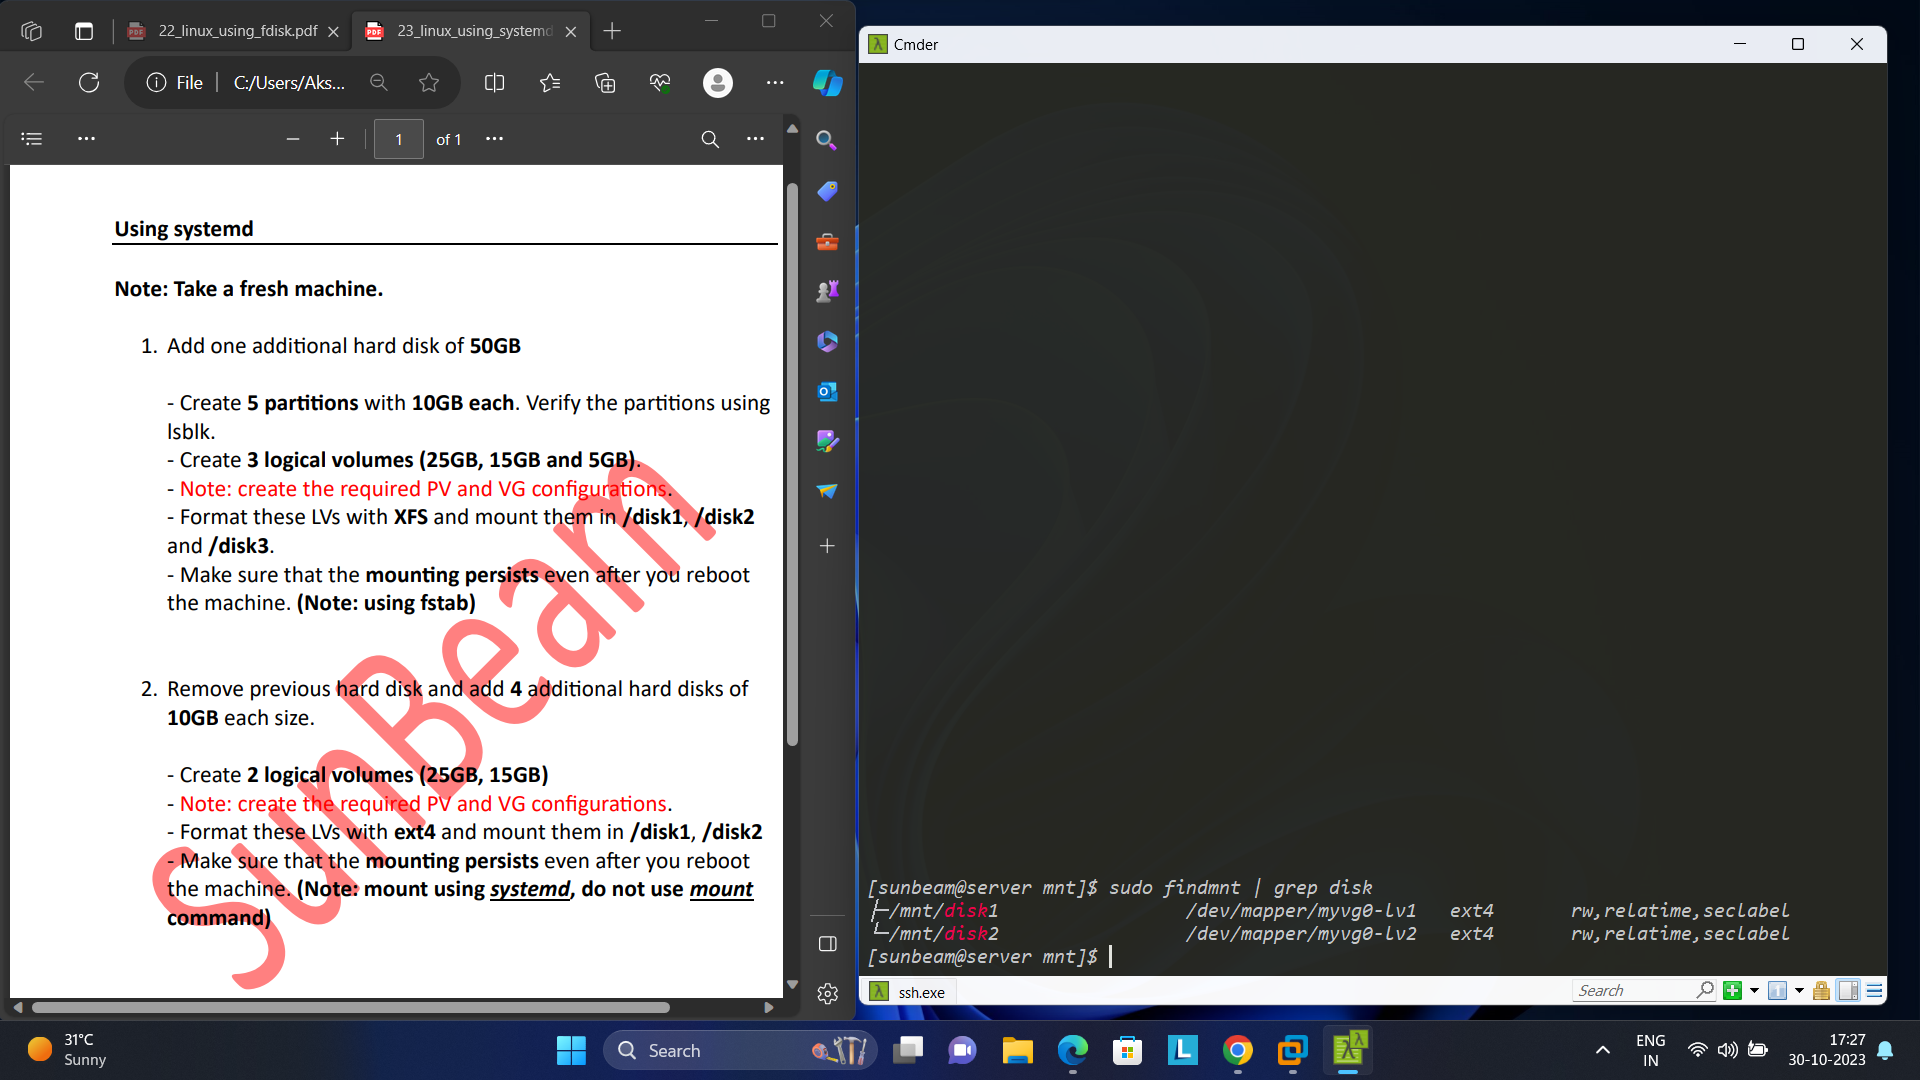 22_linux_using_fdisk.pdf
23_linux_using_systemd
File
C:/Users/Aks...
1
of 1
Using systemd
Note: Take a fresh machine.
1. Add one additional hard disk of 50GB
- Create 5 partitions with 10GB each. Verify the partitions using
lsblk.
- Create 3 logical volumes (25GB, 15GB and 5GB).
- Note: create the required PV and VG configurations.
- Format these LVs with XFS and mount them in /disk1, /disk2
and /disk3.
- Make sure that the mounting persists even after you reboot
the machine. (Note: using fstab)
2. Remove previous hard disk and add 4 additional hard disks of
10GB each size.
- Create 2 logical volumes (25GB, 15GB)
- Note: create the required PV and VG configurations.
- Format these LVs with ext4 and mount them in /disk1, /disk2
- Make sure that the mounting persists even after you reboot
the machine. (Note: mount using systemd, do not use mount
command)
SunBeam
Cmder
[sunbeam@server mnt]$ sudo findmnt | grep disk
├─/mnt/disk1 /dev/mapper/myvg0-lv1 ext4 rw,relatime,seclabel
└─/mnt/disk2 /dev/mapper/myvg0-lv2 ext4 rw,relatime,seclabel
[sunbeam@server mnt]$
ssh.exe
Search
31°C
Sunny
Search
ENG
IN
17:27
30-10-2023